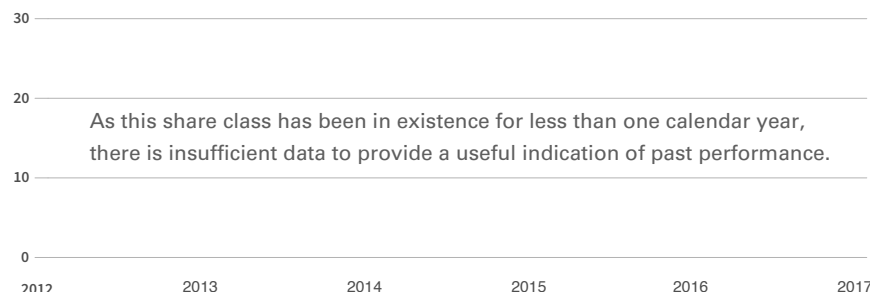 30
20
As this share class has been in existence for less than one calendar year,
there is insufficient data to provide a useful indication of past performance.
10
0
2012 2013 2014 2015 2016 2017